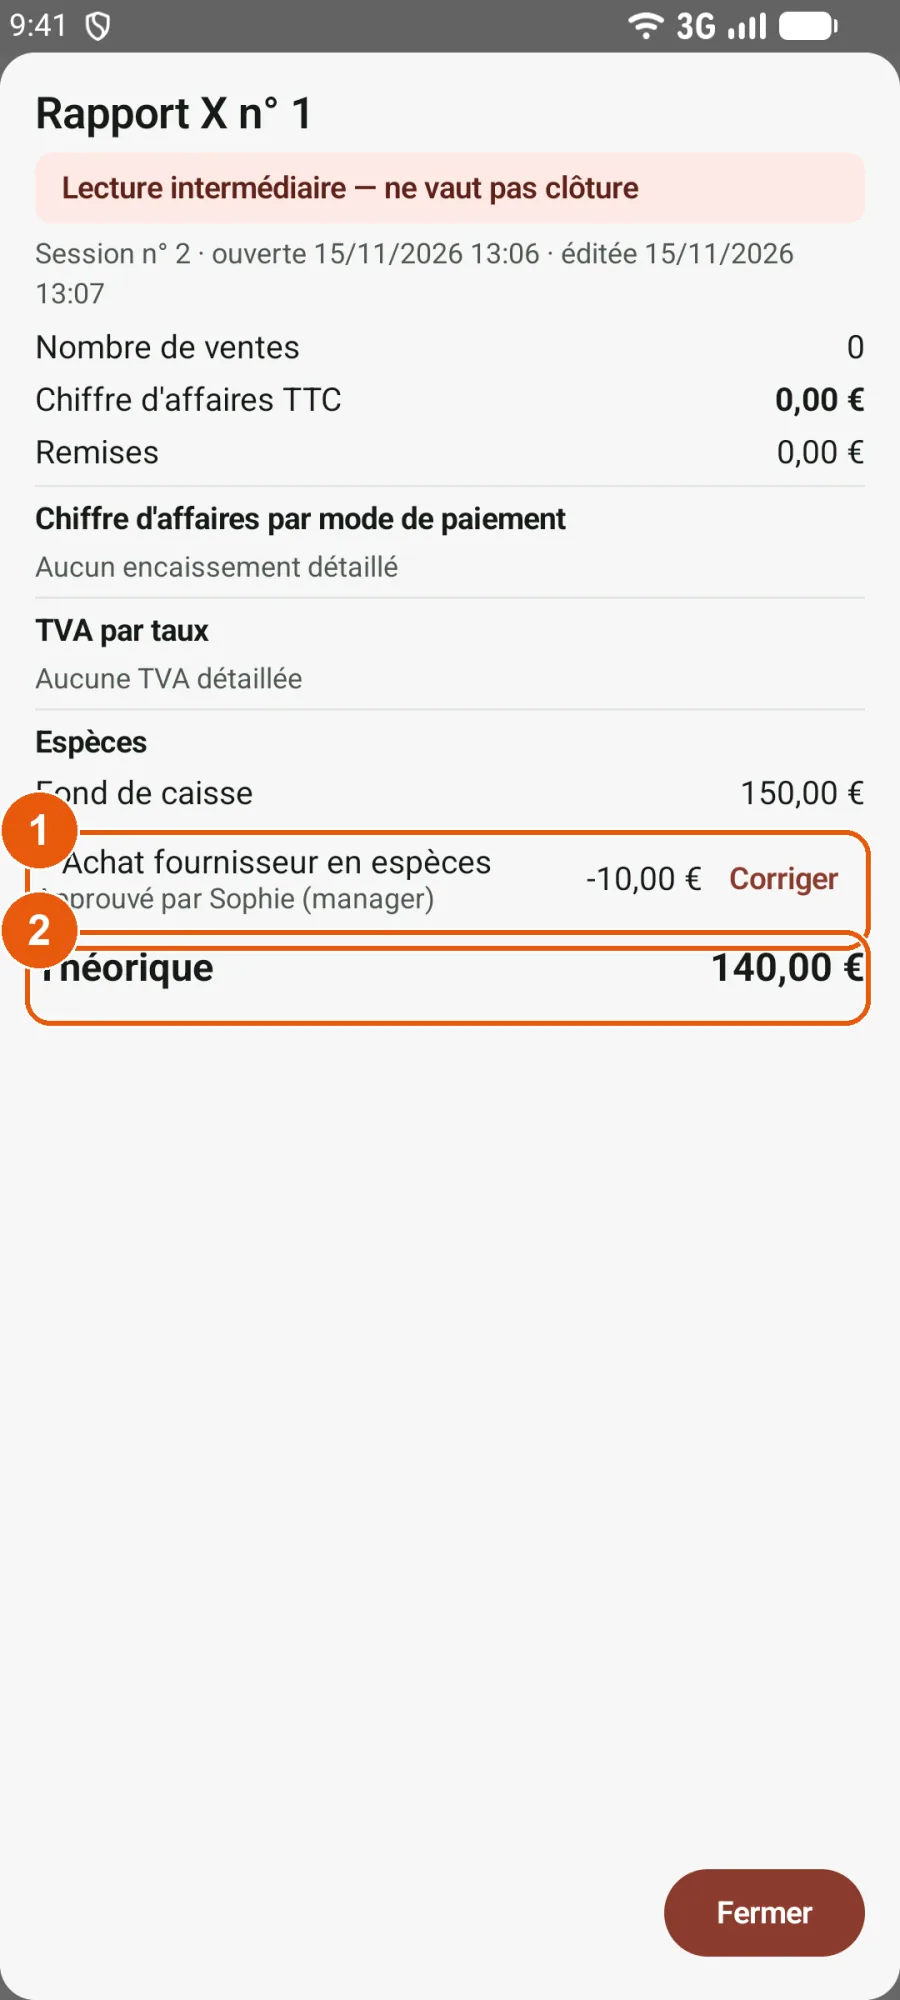 9:41
3G
Rapport X n° 1
Lecture intermédiaire — ne vaut pas clôture
Session n° 2 · ouverte 15/11/2026 13:06 · éditée 15/11/2026
13:07
Nombre de ventes 0
Chiffre d'affaires TTC 0,00 €
Remises 0,00 €
Chiffre d'affaires par mode de paiement
Aucun encaissement détaillé
TVA par taux
Aucune TVA détaillée
Espèces
Fond de caisse 150,00 €
1
Achat fournisseur en espèces -10,00 € Corriger
Approuvé par Sophie (manager)
2
Théorique 140,00 €
Fermer